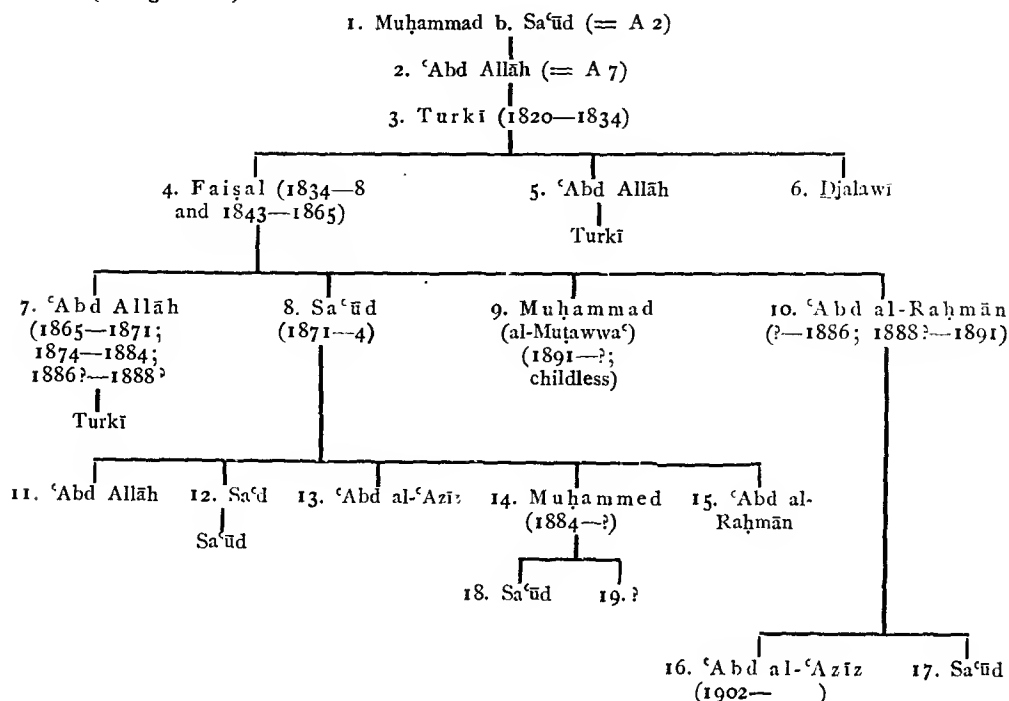 1. Muḥammad b. Saʿūd (= A 2)
2. ʿAbd Allāh (= A 7)
3. Turkī (1820—1834)
4. Faiṣal (1834—8
and 1843—1865)
5. ʿAbd Allāh
Turkī
6. Djalawī
7. ʿAbd Allāh
(1865—1871;
1874—1884;
1886?—1888?
Turkī
8. Saʿūd
(1871—4)
9. Muḥammad
(al-Muṭawwaʿ)
(1891—?;
childless)
10. ʿAbd al-Raḥmān
(?—1886; 1888?—1891)
11. ʿAbd Allāh
12. Saʿd
Saʿūd
13. ʿAbd al-ʿAzīz
14. Muḥammed
(1884—?)
15. ʿAbd al-
Raḥmān
18. Saʿūd
19. ?
16. ʿAbd al-ʿAzīz
(1902— )
17. Saʿūd